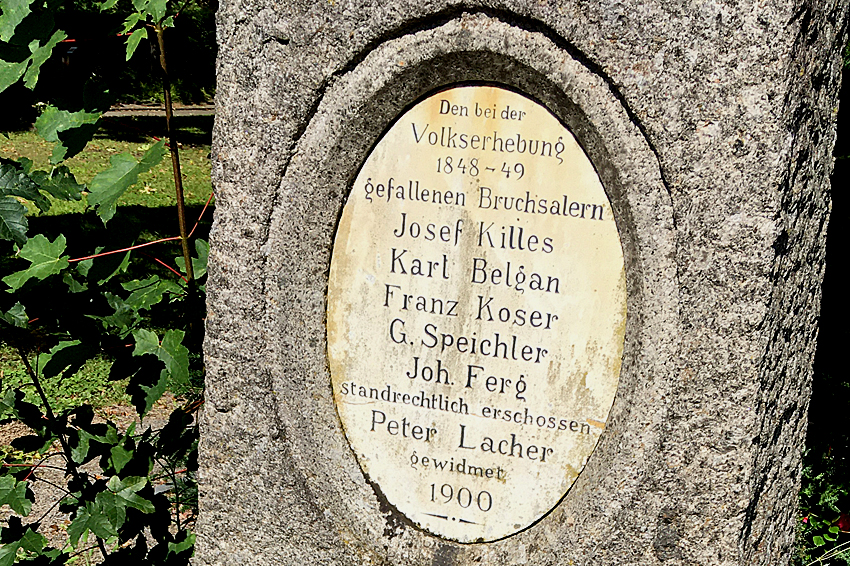 Den bei der
Volkserhebung
1848-49
gefallenen Bruchsalern
Josef Killes
Karl Belgan
Franz Koser
G. Speichler
Joh. Ferg
standrechtlich erschossen
Peter Lacher
gewidmet
1900